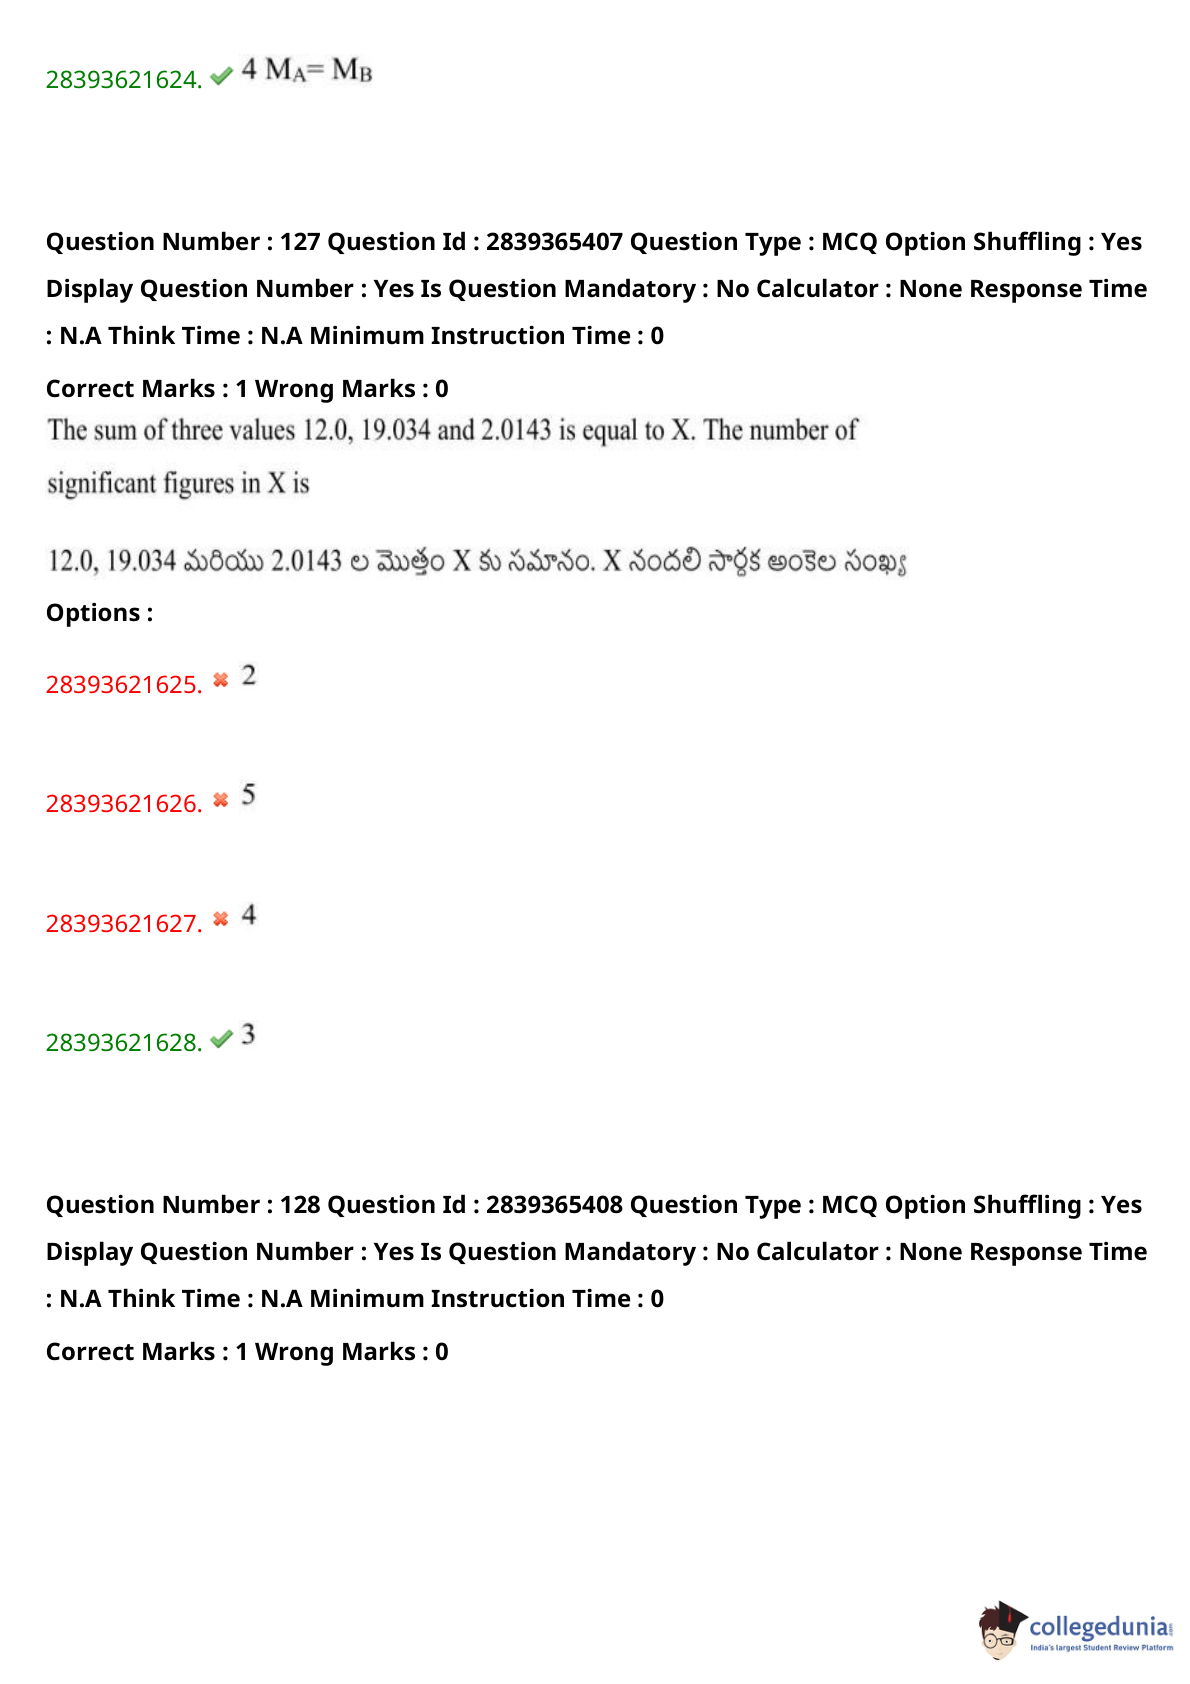 28393621624. 4 MA= MB
Question Number : 127 Question Id : 2839365407 Question Type : MCQ Option Shuffling : Yes
Display Question Number : Yes Is Question Mandatory : No Calculator : None Response Time
: N.A Think Time : N.A Minimum Instruction Time : 0
Correct Marks : 1 Wrong Marks : 0
The sum of three values 12.0, 19.034 and 2.0143 is equal to X. The number of
significant figures in X is
12.0, 19.034 మరియు 2.0143 ల మొత్తం X కు సమానం. X నందలి సార్థక అంకెల సంఖ్య
Options :
28393621625. 2
28393621626. 5
28393621627. 4
28393621628. 3
Question Number : 128 Question Id : 2839365408 Question Type : MCQ Option Shuffling : Yes
Display Question Number : Yes Is Question Mandatory : No Calculator : None Response Time
: N.A Think Time : N.A Minimum Instruction Time : 0
Correct Marks : 1 Wrong Marks : 0
collegedunia
India's largest Student Review Platform